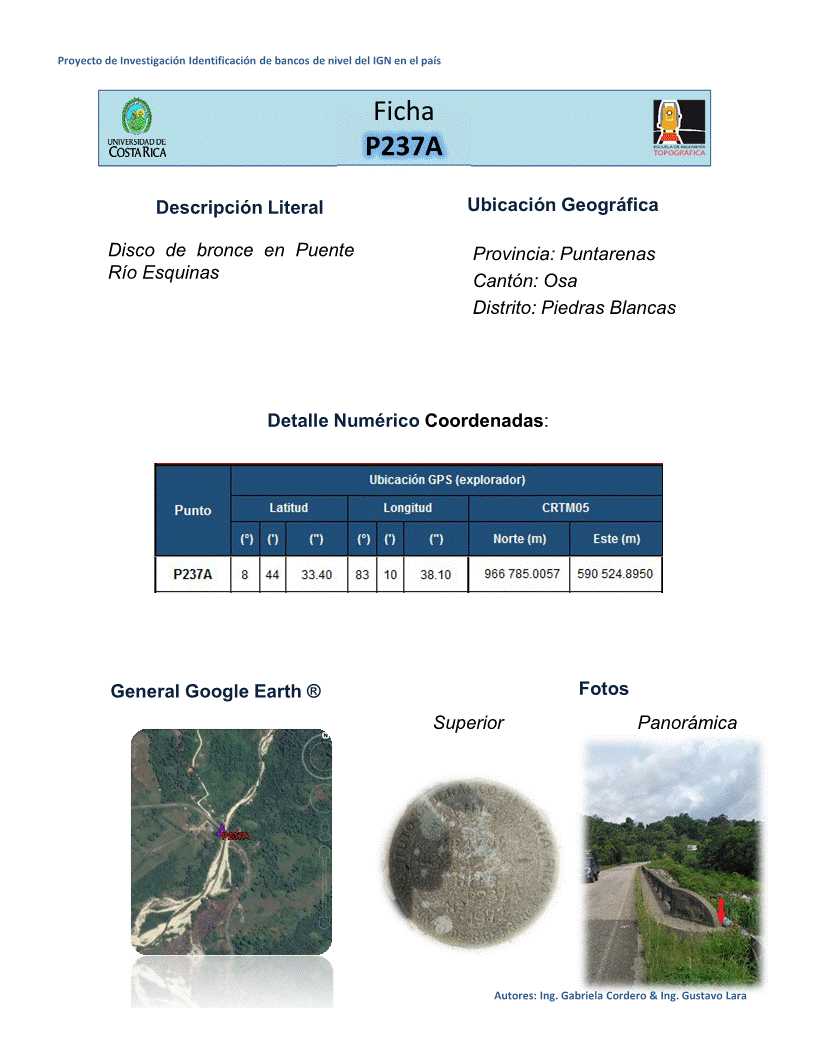 Proyecto de Investigación Identificación de bancos de nivel del IGN en el país
Ficha
P237A
UNIVERSIDAD DE
COSTA RICA
ESCUELA DE INGENIERÍA
TOPOGRÁFICA
Descripción Literal
Disco de bronce en Puente
Río Esquinas
Ubicación Geográfica
Provincia: Puntarenas
Cantón: Osa
Distrito: Piedras Blancas
Detalle Numérico Coordenadas:
Punto
Ubicación GPS (explorador)
Latitud Longitud CRTM05
(°) (') (") (°) (') (") Norte (m) Este (m)
P237A 8 44 33.40 83 10 38.10 966 785.0057 590 524.8950
General Google Earth ®
Fotos
Superior Panorámica
N
P237A
Autores: Ing. Gabriela Cordero & Ing. Gustavo Lara